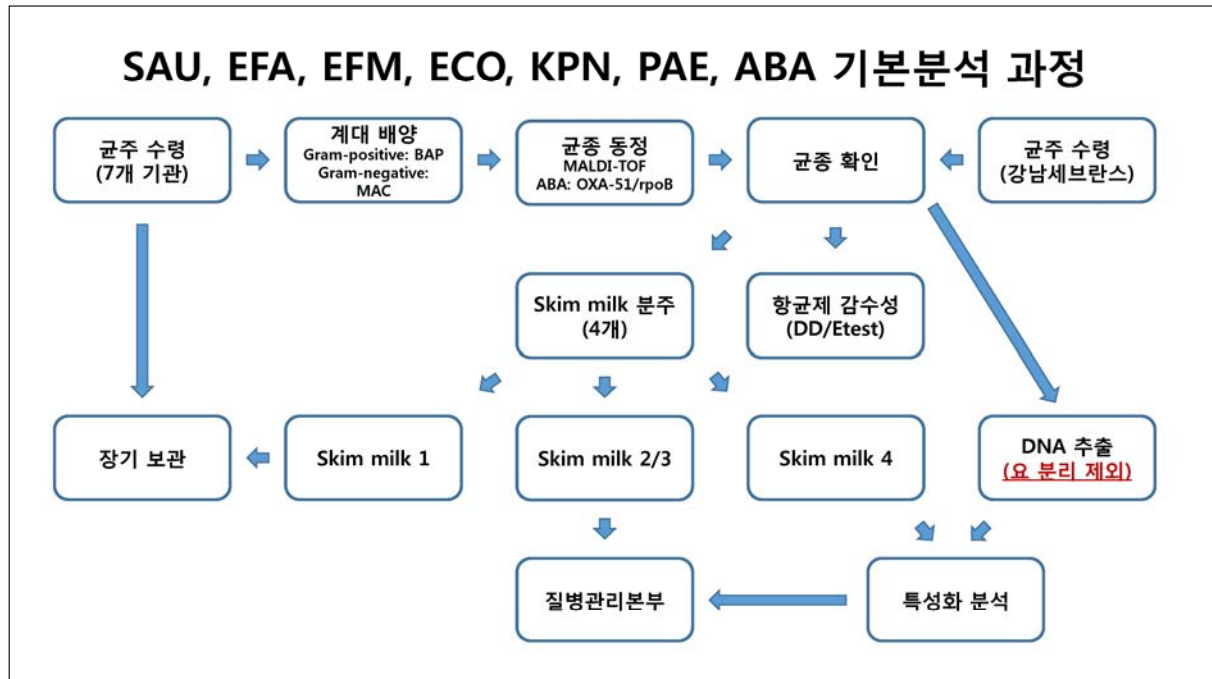 SAU, EFA, EFM, ECO, KPN, PAE, ABA 기본분석 과정
균주 수령
(7개 기관)
계대 배양
Gram-positive: BAP
Gram-negative:
MAC
균종 동정
MALDI-TOF
ABA: OXA-51/rpoB
균종 확인
균주 수령
(강남세브란스)
Skim milk 분주
(4개)
항균제 감수성
(DD/Etest)
장기 보관
Skim milk 1
Skim milk 2/3
Skim milk 4
DNA 추출
(요 분리 제외)
질병관리본부
특성화 분석